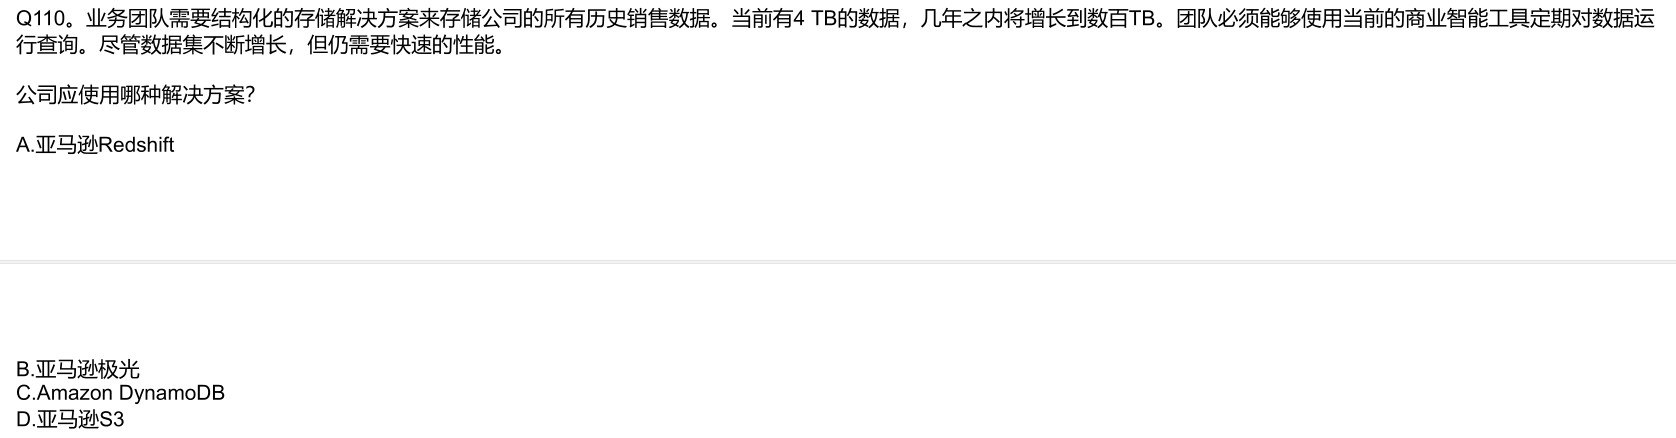 Q110。业务团队需要结构化的存储解决方案来存储公司的所有历史销售数据。当前有4 TB的数据，几年之内将增长到数百TB。团队必须能够使用当前的商业智能工具定期对数据运
行查询。尽管数据集不断增长，但仍需要快速的性能。
公司应使用哪种解决方案？
A.亚马逊Redshift
B.亚马逊极光
C.Amazon DynamoDB
D.亚马逊S3